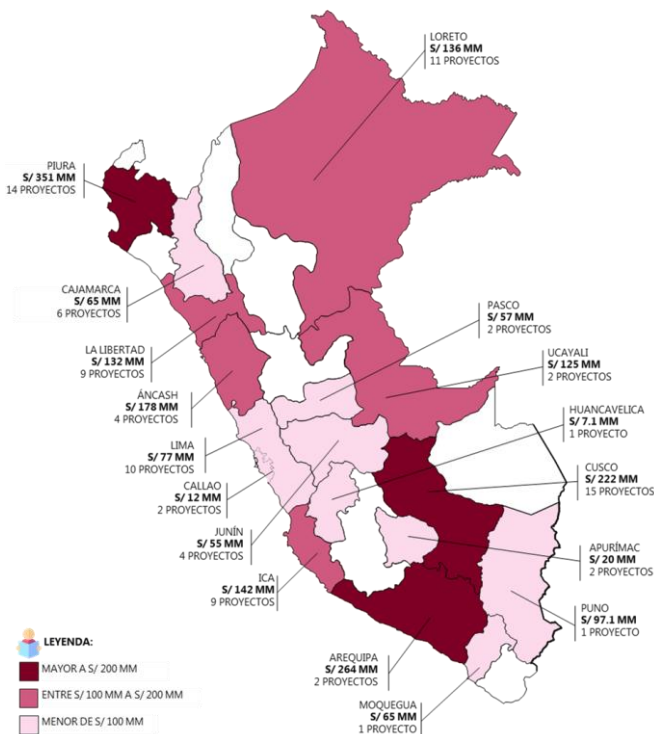 LORETO
S/ 136 MM
11 PROYECTOS
PIURA
S/ 351 MM
14 PROYECTOS
CAJAMARCA
S/ 65 MM
6 PROYECTOS
PASCO
S/ 57 MM
2 PROYECTOS
LA LIBERTAD
S/ 132 MM
9 PROYECTOS
UCAYALI
S/ 125 MM
2 PROYECTOS
ÁNCASH
S/ 178 MM
4 PROYECTOS
HUANCAVELICA
S/ 7.1 MM
1 PROYECTO
LIMA
S/ 77 MM
10 PROYECTOS
CUSCO
S/ 222 MM
15 PROYECTOS
CALLAO
S/ 12 MM
2 PROYECTOS
JUNÍN
S/ 55 MM
4 PROYECTOS
APURÍMAC
S/ 20 MM
2 PROYECTOS
ICA
S/ 142 MM
9 PROYECTOS
PUNO
S/ 97.1 MM
1 PROYECTO
AREQUIPA
S/ 264 MM
2 PROYECTOS
MOQUEGUA
S/ 65 MM
1 PROYECTO
LEYENDA:
MAYOR A S/ 200 MM
ENTRE S/ 100 MM A S/ 200 MM
MENOR DE S/ 100 MM